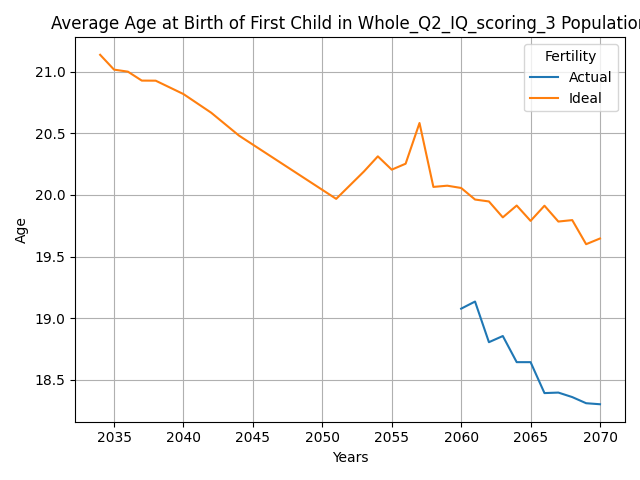 Average Age at Birth of First Child in Whole_Q2_IQ_scoring_3 Population
Fertility
Actual
Ideal
21.0
20.5
20.0
19.5
19.0
18.5
Age
2035 2040 2045 2050 2055 2060 2065 2070
Years